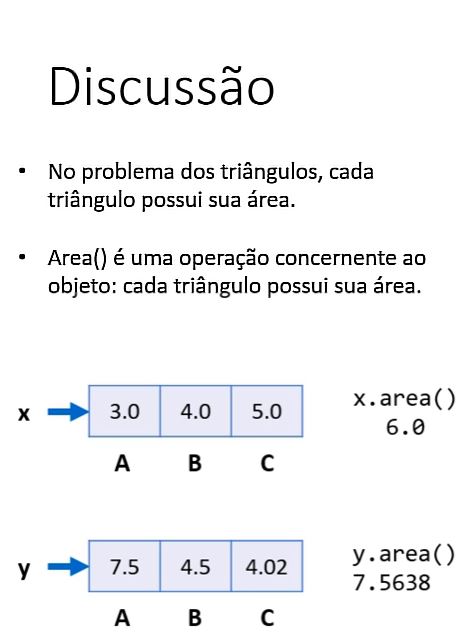 Discussão
• No problema dos triângulos, cada
triângulo possui sua área.
• Area() é uma operação concernente ao
objeto: cada triângulo possui sua área.
x 3.0 4.0 5.0 x.area()
6.0
A B C
y 7.5 4.5 4.02 y.area()
7.5638
A B C